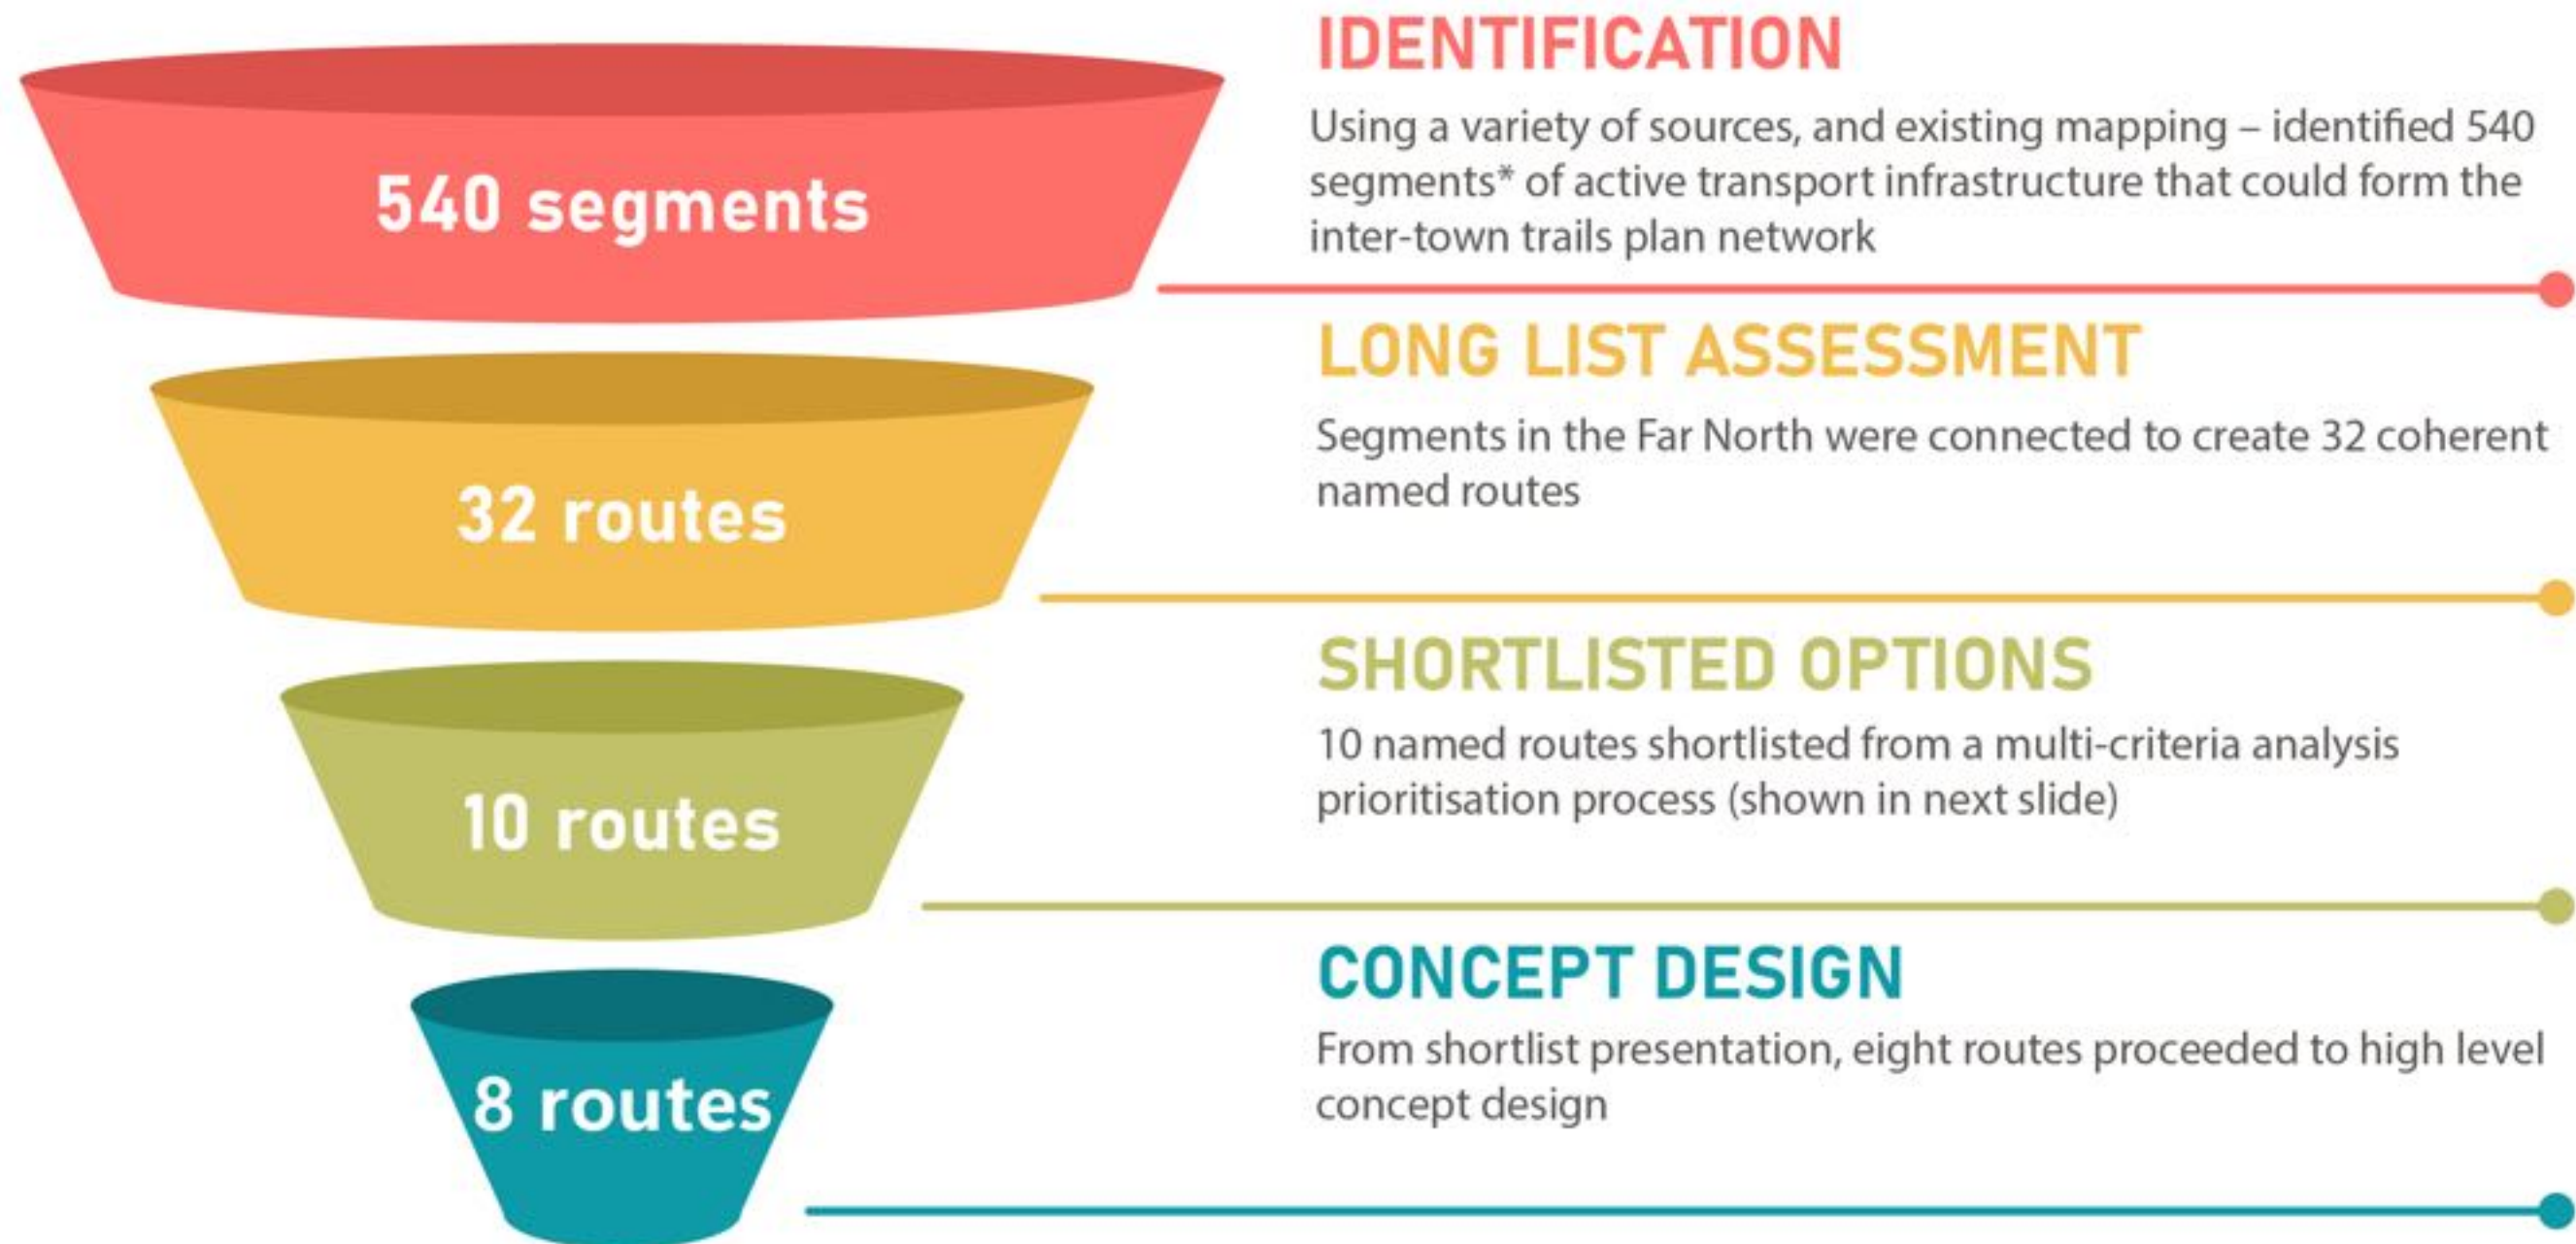 IDENTIFICATION
Using a variety of sources, and existing mapping – identified 540
segments* of active transport infrastructure that could form the
inter-town trails plan network
540 segments
LONG LIST ASSESSMENT
Segments in the Far North were connected to create 32 coherent
named routes
32 routes
SHORTLISTED OPTIONS
10 named routes shortlisted from a multi-criteria analysis
prioritisation process (shown in next slide)
10 routes
CONCEPT DESIGN
From shortlist presentation, eight routes proceeded to high level
concept design
8 routes